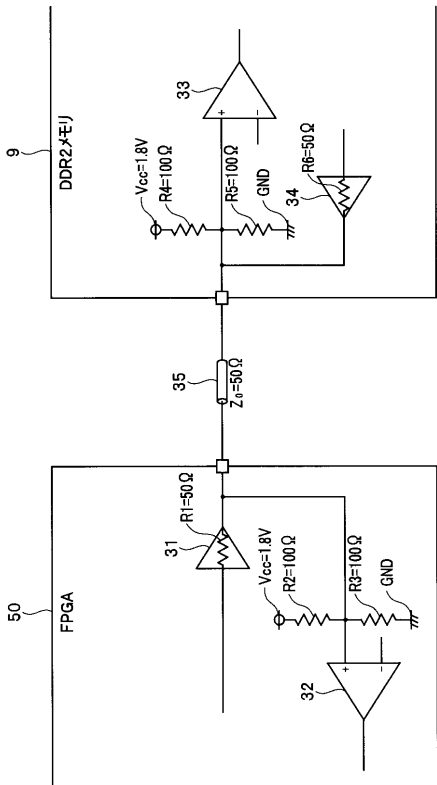 50
FPGA
31
R1=50Ω
Vcc=1.8V
R2=100Ω
R3=100Ω
GND
32
+
-
35
Z0=50Ω
9
DDR2メモリ
33
+
-
Vcc=1.8V
R4=100Ω
R5=100Ω
GND
R6=50Ω
34